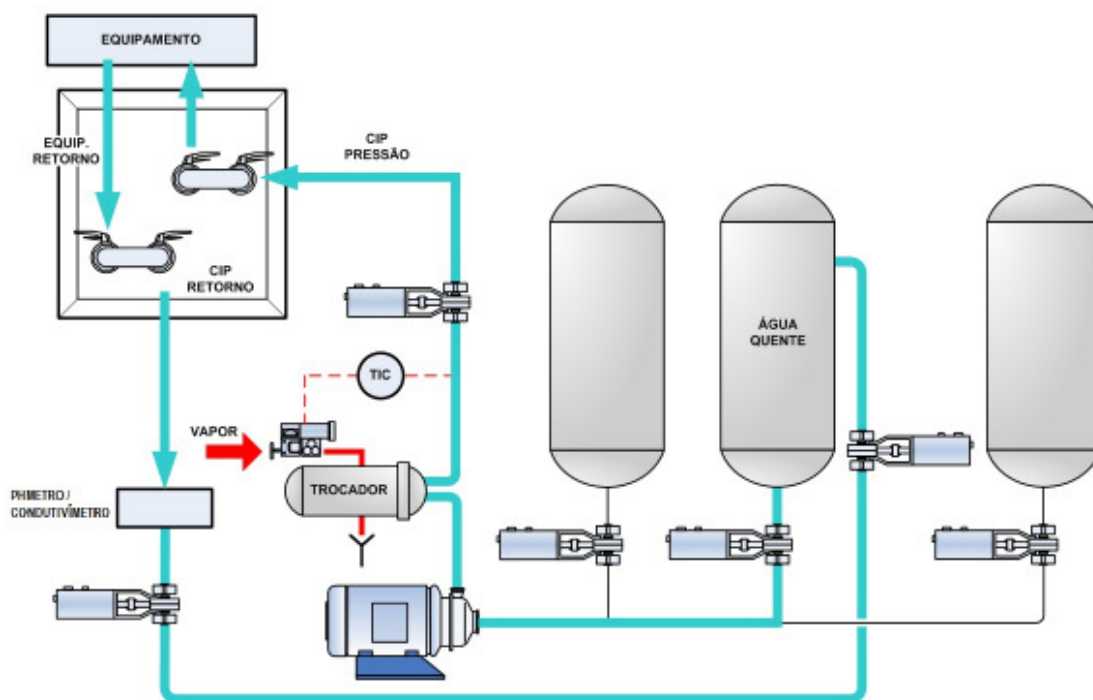 EQUIPAMENTO
EQUIP.
RETORNO
CIP
PRESSÃO
CIP
RETORNO
TIC
VAPOR
TROCADOR
ÁGUA
QUENTE
PHMETRO /
CONDUTIVÍMETRO